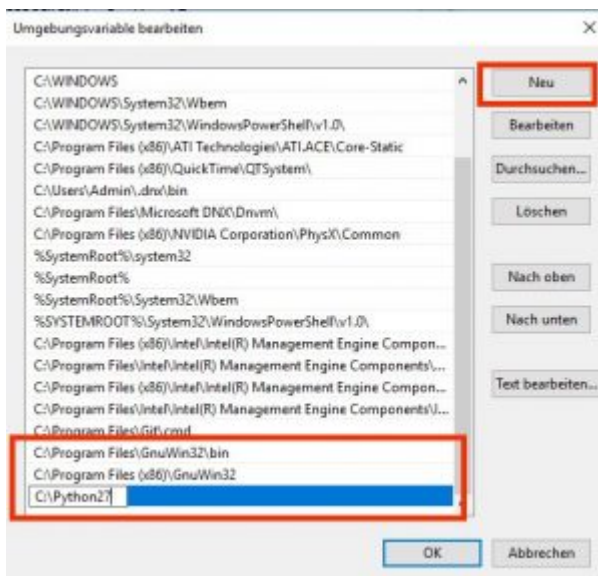 Umgebungsvariable bearbeiten
C:\WINDOWS
C:\WINDOWS\System32\Wbem
C:\WINDOWS\System32\WindowsPowerShell\v1.0\
C:\Program Files (x86)\ATI Technologies\ATI.ACE\Core-Static
C:\Program Files (x86)\QuickTime\QTSystem\
C:\Users\Admin\.dnx\bin
C:\Program Files\Microsoft DNX\Dnvm\
C:\Program Files (x86)\NVIDIA Corporation\PhysX\Common
%SystemRoot%\system32
%SystemRoot%
%SystemRoot%\System32\Wbem
%SYSTEMROOT%\System32\WindowsPowerShell\v1.0\
C:\Program Files (x86)\Intel\Intel(R) Management Engine Compon...
C:\Program Files\Intel\Intel(R) Management Engine Components\...
C:\Program Files (x86)\Intel\Intel(R) Management Engine Compon...
C:\Program Files\Intel\Intel(R) Management Engine Components\I...
C:\Program Files\Git\cmd
C:\Program Files\GnuWin32\bin
C:\Program Files (x86)\GnuWin32
C:\Python27
Neu
Bearbeiten
Durchsuchen...
Löschen
Nach oben
Nach unten
Text bearbeiten...
OK
Abbrechen